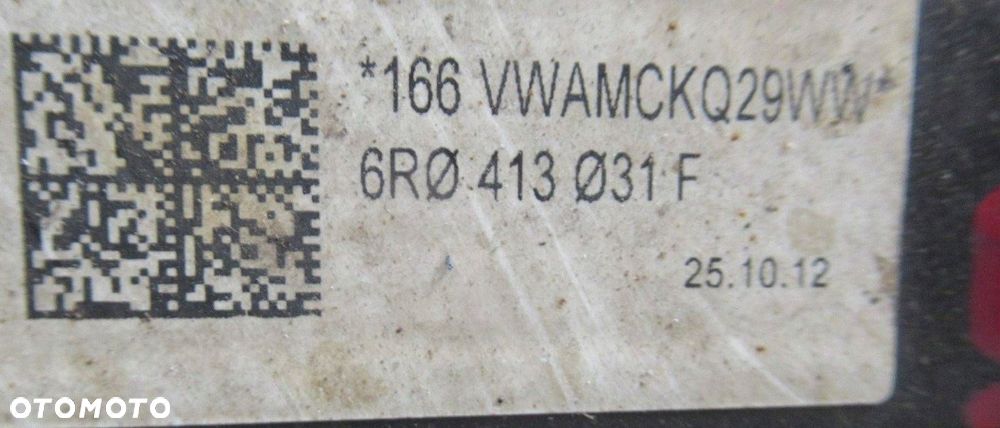 *166 VWAMCKQ29WW*
6RØ 413 Ø31 F
25.10.12
OTOMOTO